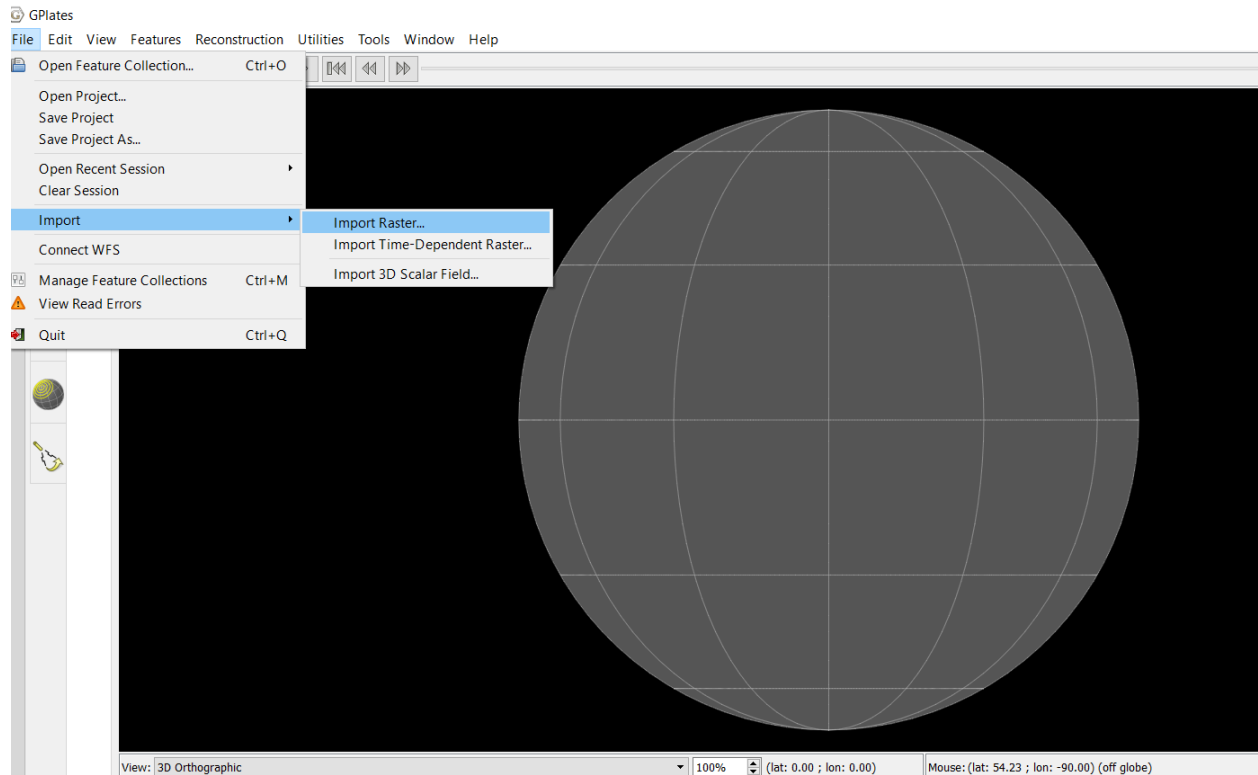 GPlates
File Edit View Features Reconstruction Utilities Tools Window Help
Open Feature Collection... Ctrl+O
Open Project...
Save Project
Save Project As...
Open Recent Session
Clear Session
Import
Import Raster...
Import Time-Dependent Raster...
Import 3D Scalar Field...
Connect WFS
Manage Feature Collections Ctrl+M
View Read Errors
Quit Ctrl+Q
View: 3D Orthographic 100% (lat: 0.00 ; lon: 0.00) Mouse: (lat: 54.23 ; lon: -90.00) (off globe)